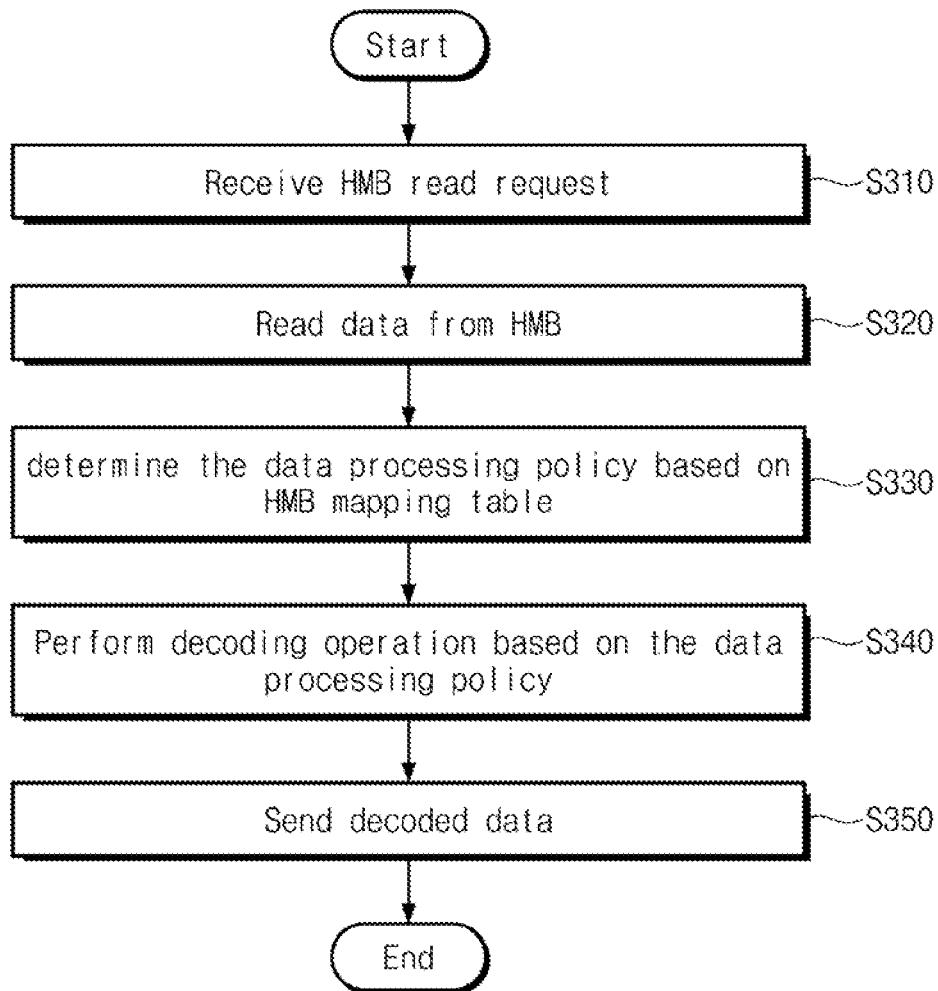 Start
Receive HMB read request
S310
Read data from HMB
S320
determine the data processing policy based on
HMB mapping table
S330
Perform decoding operation based on the data
processing policy
S340
Send decoded data
S350
End